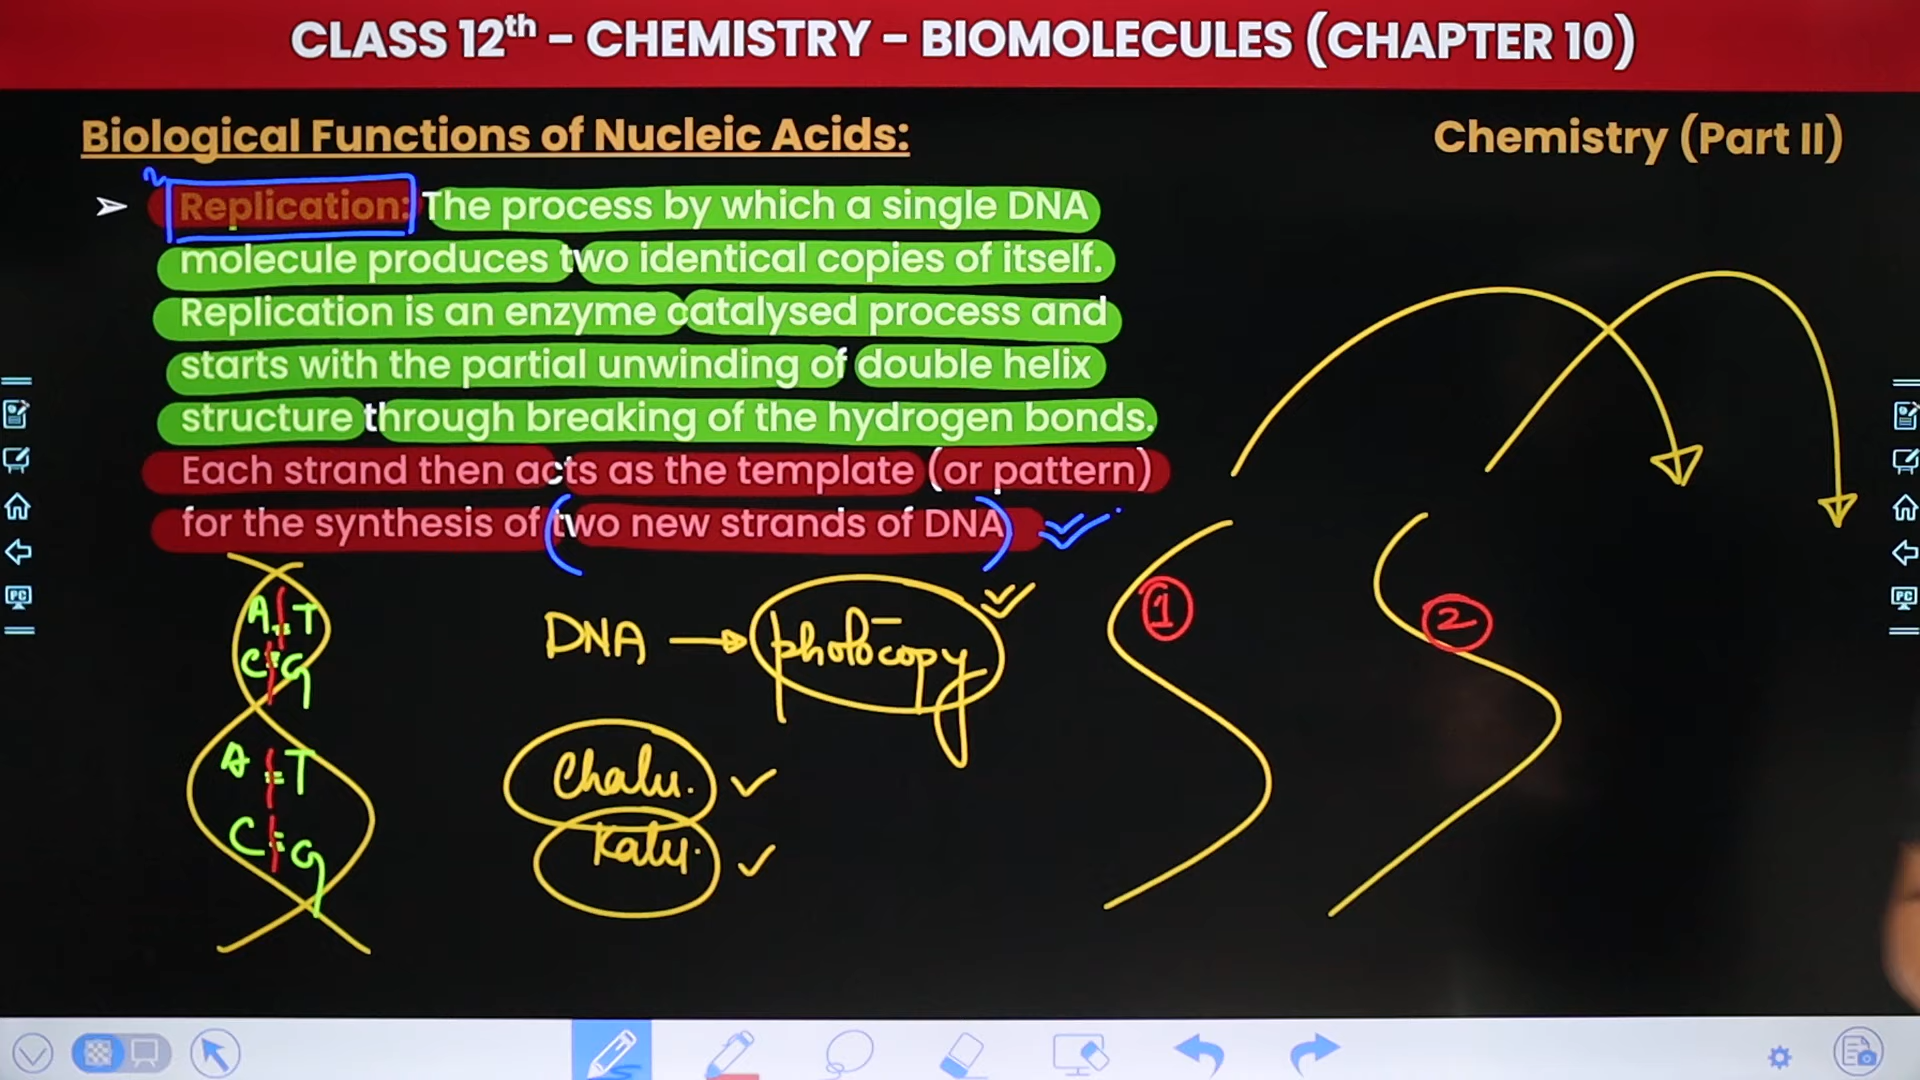 CLASS 12th - CHEMISTRY - BIOMOLECULES (CHAPTER 10)
Biological Functions of Nucleic Acids:
Chemistry (Part II)
➢ Replication: The process by which a single DNA
molecule produces two identical copies of itself.
Replication is an enzyme catalysed process and
starts with the partial unwinding of double helix
structure through breaking of the hydrogen bonds.
Each strand then acts as the template (or pattern)
for the synthesis of two new strands of DNA
A = T
C ≡ G
A = T
C ≡ G
DNA → photocopy
Chalu.
Kalu.
1
2
PC
PC